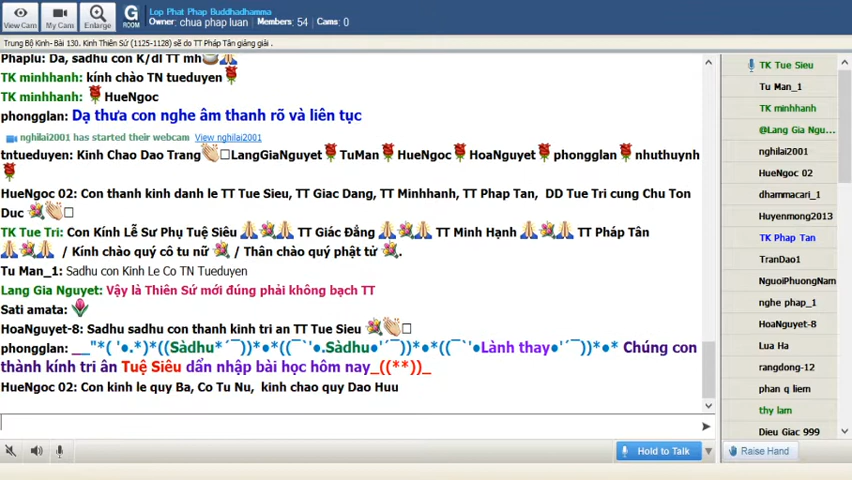 View Cam
My Cam
Enlarge
G
ROOM
Lop Phat Phap Buddhadhamma
Owner: chua phap luan Members: 54 Cams: 0
Trung Bộ Kinh- Bài 130. Kinh Thiên Sứ (1125-1128) sẽ do TT Pháp Tân giảng giải .
Phaplu: Da, sadhu con K/dl TT mh
TK minhhanh: kính chào TN tueduyen
TK minhhanh: HueNgoc
phongglan: Dạ thưa con nghe âm thanh rõ và liên tục
nghilai2001 has started their webcam View nghilai2001
tntueduyen: Kinh Chao Dao Trang LangGiaNguyet TuMan HueNgoc HoaNguyet phongglan nhuthuynh
HueNgoc 02: Con thanh kinh danh le TT Tue Sieu, TT Giac Dang, TT Minhhanh, TT Phap Tan, DD Tue Tri cung Chu Ton
Duc
TK Tue Tri: Con Kính Lễ Sư Phụ Tuệ Siêu TT Giác Đẳng TT Minh Hạnh TT Pháp Tân
/ Kính chào quý cô tu nữ / Thân chào quý phật tử .
Tu Man_1: Sadhu con Kinh Le Co TN Tueduyen
Lang Gia Nguyet: Vậy là Thiên Sứ mới đúng phải không bạch TT
Sati amata:
HoaNguyet-8: Sadhu sadhu con thanh kinh tri an TT Tue Sieu
phongglan: __"*( '•.*)*((Sàdhu*´¯))*•*((¯`'•.Sàdhu•'´¯))*•*((¯`'•Lành thay•'´¯))*•* Chúng con
thành kính tri ân Tuệ Siêu dẩn nhập bài học hôm nay_((**))_
HueNgoc 02: Con kinh le quy Ba, Co Tu Nu, kinh chao quy Dao Huu
Hold to Talk
TK Tue Sieu
Tu Man_1
TK minhhanh
@Lang Gia Ngu...
nghilai2001
HueNgoc 02
dhammacari_1
Huyenmong2013
TK Phap Tan
TranDao1
NguoiPhuongNam
nghe phap_1
HoaNguyet-8
Lua Ha
rangdong-12
phan q liem
thy lam
Dieu Giac 999
Raise Hand